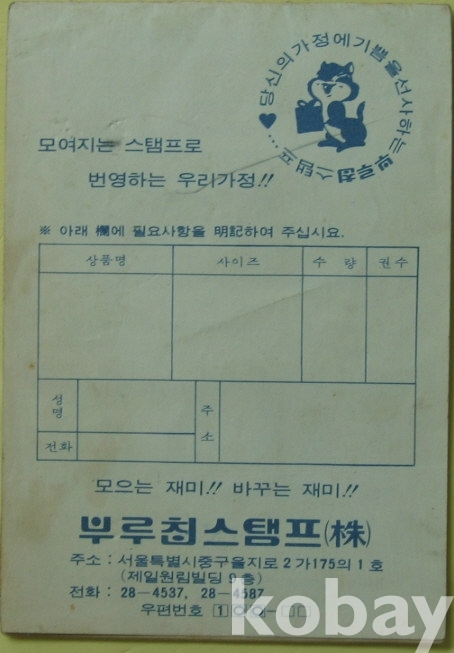 ♥당신의가정에기쁨을선사하는부루칩스탬프…
모여지는 스탬프로
번영하는 우리가정!!
※ 아래 欄에 필요사항을 明記하여 주십시요.
상품명 사이즈 수 량 권수
성명 주소
전화
모으는 재미!! 바꾸는 재미!!
부루칩스탬프(株)
주소 : 서울특별시중구을지로2가175의1호
(제일원림빌딩 9층)
전화 : 28-4537, 28-4587
우편번호 1 0 0-□□
kobay